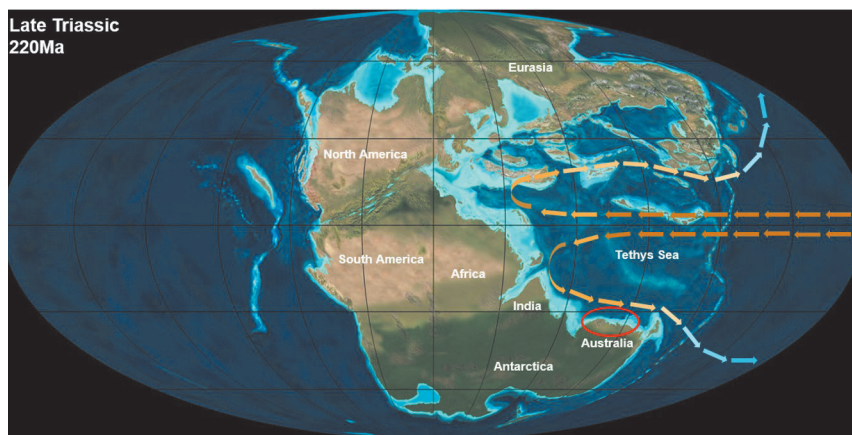 Late Triassic
220Ma
Eurasia
North America
South America
Africa
Tethys Sea
India
Australia
Antarctica